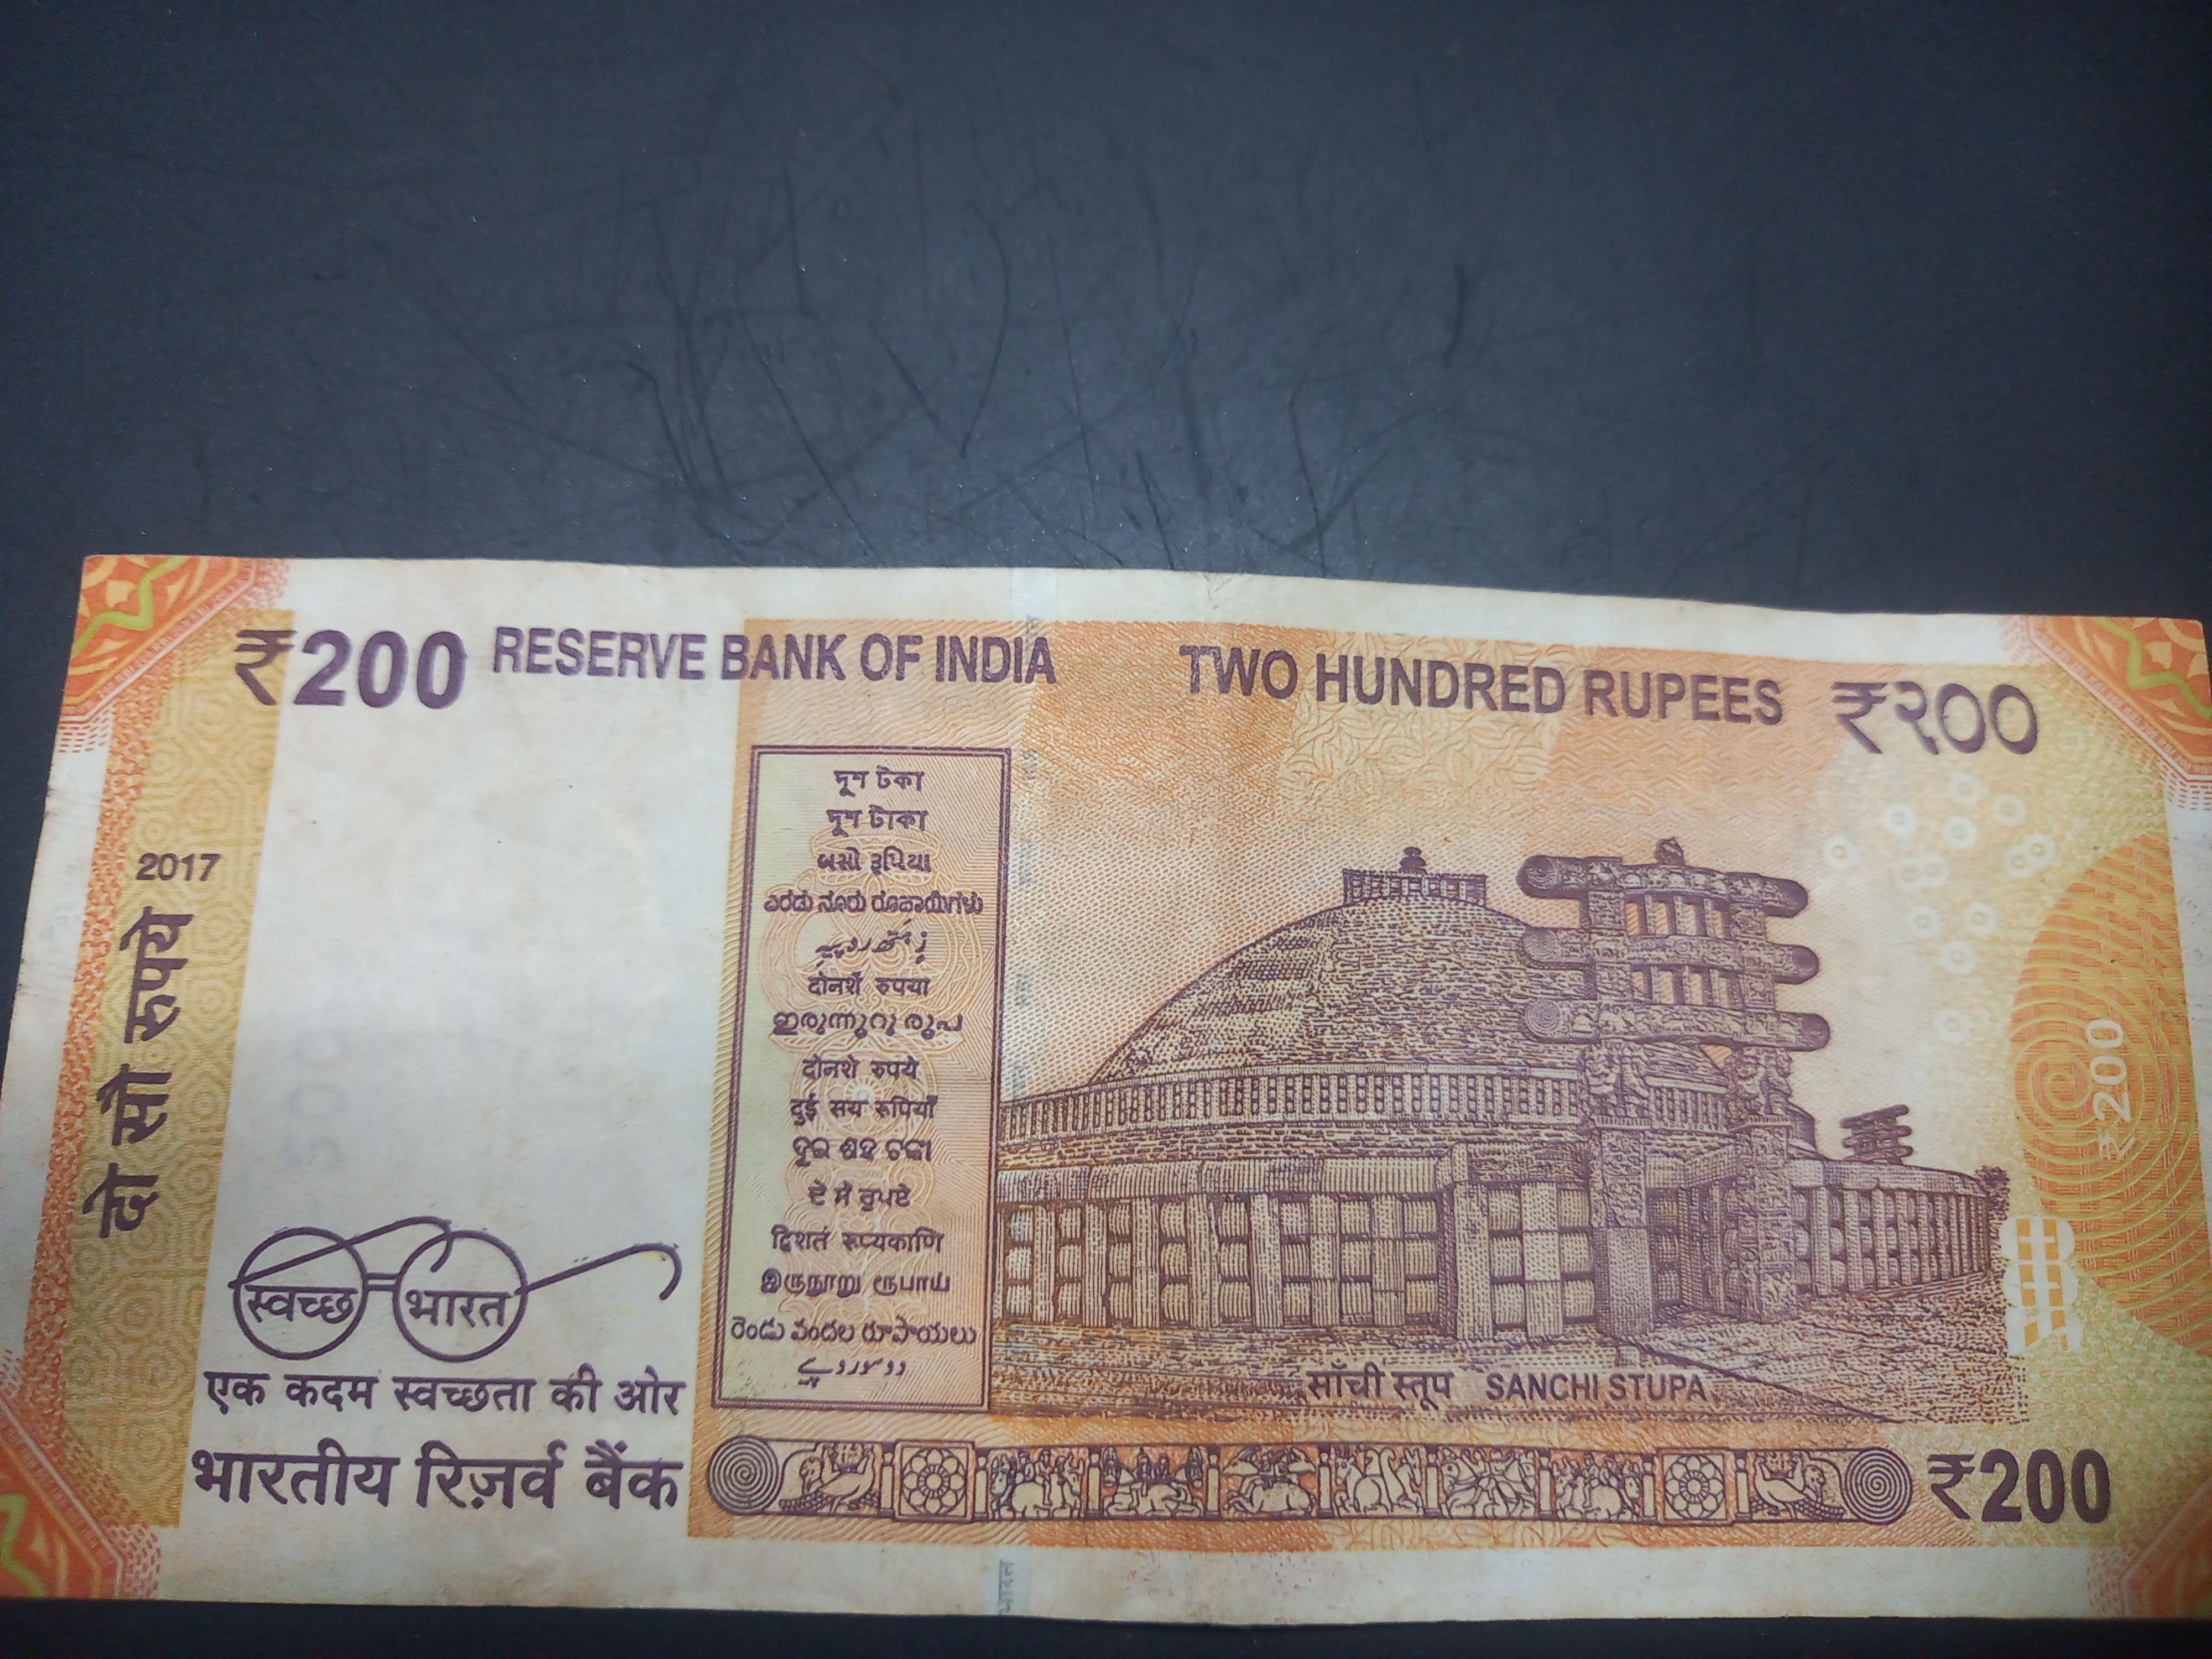 ₹200 RESERVE BANK OF INDIA TWO HUNDRED RUPEES ₹२००
2017
दो सौ रुपये
দুশ টকা
দুশ টাকা
બસો રૂપિયા
ಎರಡು ನೂರು ರೂಪಾಯಿಗಳು
दोनशें रुपया
ഇരുന്നൂറു രൂപ
दोनशे रुपये
दुई सय रूपियाँ
ଦୁଇ ଶହ ଟଙ୍କା
ਦੋ ਸੌ ਰੁਪਏ
द्विशतं रूप्यकाणि
இருநூறு ரூபாய்
రెండు వందల రూపాయలు
دو سو روپے
₹200
स्वच्छ भारत
एक कदम स्वच्छता की ओर
भारतीय रिज़र्व बैंक
साँची स्तूप SANCHI STUPA
₹200
भारत